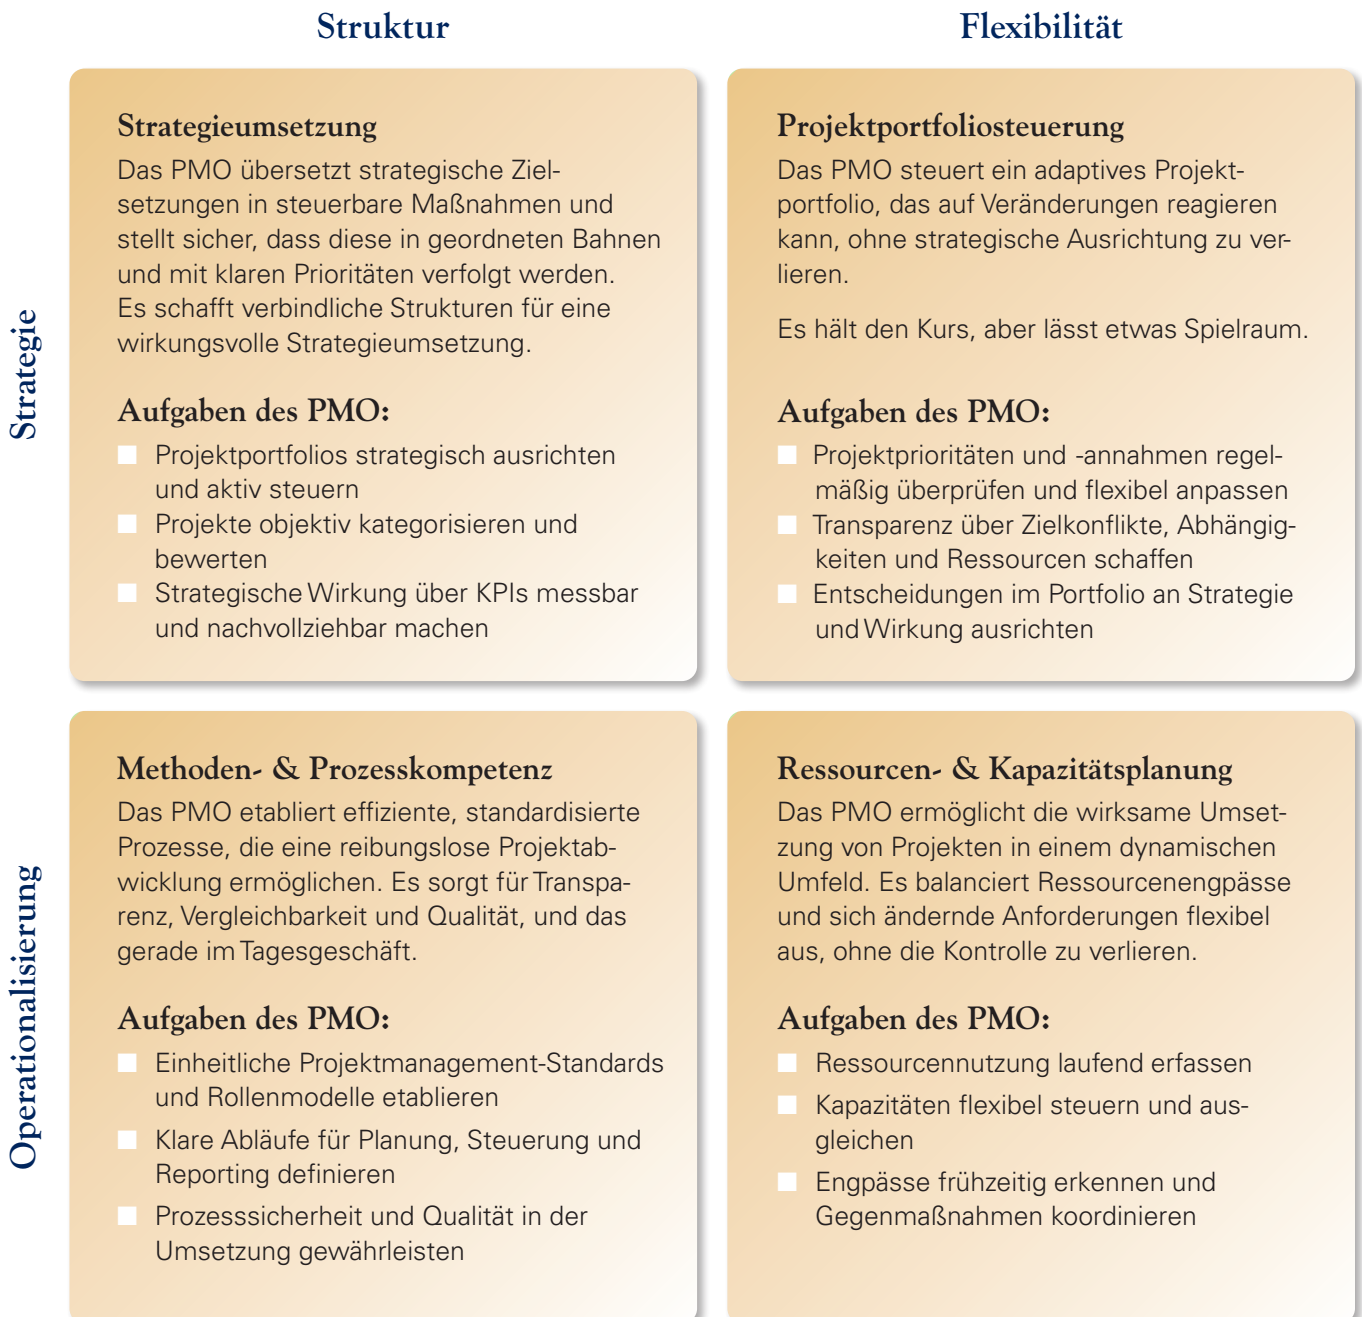 Struktur
Flexibilität
Strategie
Strategieumsetzung
Das PMO übersetzt strategische Ziel-
setzungen in steuerbare Maßnahmen und
stellt sicher, dass diese in geordneten Bahnen
und mit klaren Prioritäten verfolgt werden.
Es schafft verbindliche Strukturen für eine
wirkungsvolle Strategieumsetzung.
Aufgaben des PMO:
Projektportfolios strategisch ausrichten
und aktiv steuern
Projekte objektiv kategorisieren und
bewerten
Strategische Wirkung über KPIs messbar
und nachvollziehbar machen
Projektportfoliosteuerung
Das PMO steuert ein adaptives Projekt-
portfolio, das auf Veränderungen reagieren
kann, ohne strategische Ausrichtung zu ver-
lieren.
Es hält den Kurs, aber lässt etwas Spielraum.
Aufgaben des PMO:
Projektprioritäten und -annahmen regel-
mäßig überprüfen und flexibel anpassen
Transparenz über Zielkonflikte, Abhängig-
keiten und Ressourcen schaffen
Entscheidungen im Portfolio an Strategie
und Wirkung ausrichten
Operationalisierung
Methoden- & Prozesskompetenz
Das PMO etabliert effiziente, standardisierte
Prozesse, die eine reibungslose Projektab-
wicklung ermöglichen. Es sorgt für Transpa-
renz, Vergleichbarkeit und Qualität, und das
gerade im Tagesgeschäft.
Aufgaben des PMO:
Einheitliche Projektmanagement-Standards
und Rollenmodelle etablieren
Klare Abläufe für Planung, Steuerung und
Reporting definieren
Prozesssicherheit und Qualität in der
Umsetzung gewährleisten
Ressourcen- & Kapazitätsplanung
Das PMO ermöglicht die wirksame Umset-
zung von Projekten in einem dynamischen
Umfeld. Es balanciert Ressourcenengpässe
und sich ändernde Anforderungen flexibel
aus, ohne die Kontrolle zu verlieren.
Aufgaben des PMO:
Ressourcennutzung laufend erfassen
Kapazitäten flexibel steuern und aus-
gleichen
Engpässe frühzeitig erkennen und
Gegenmaßnahmen koordinieren